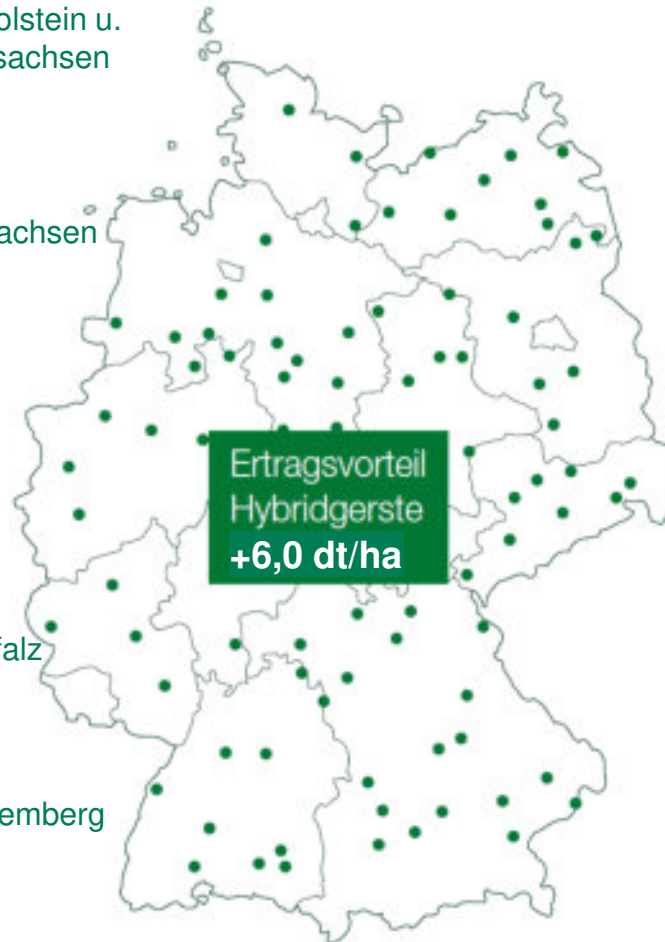 olstein u.
sachsen
achsen
Ertragsvorteil
Hybridgerste
+6,0 dt/ha
falz
emberg